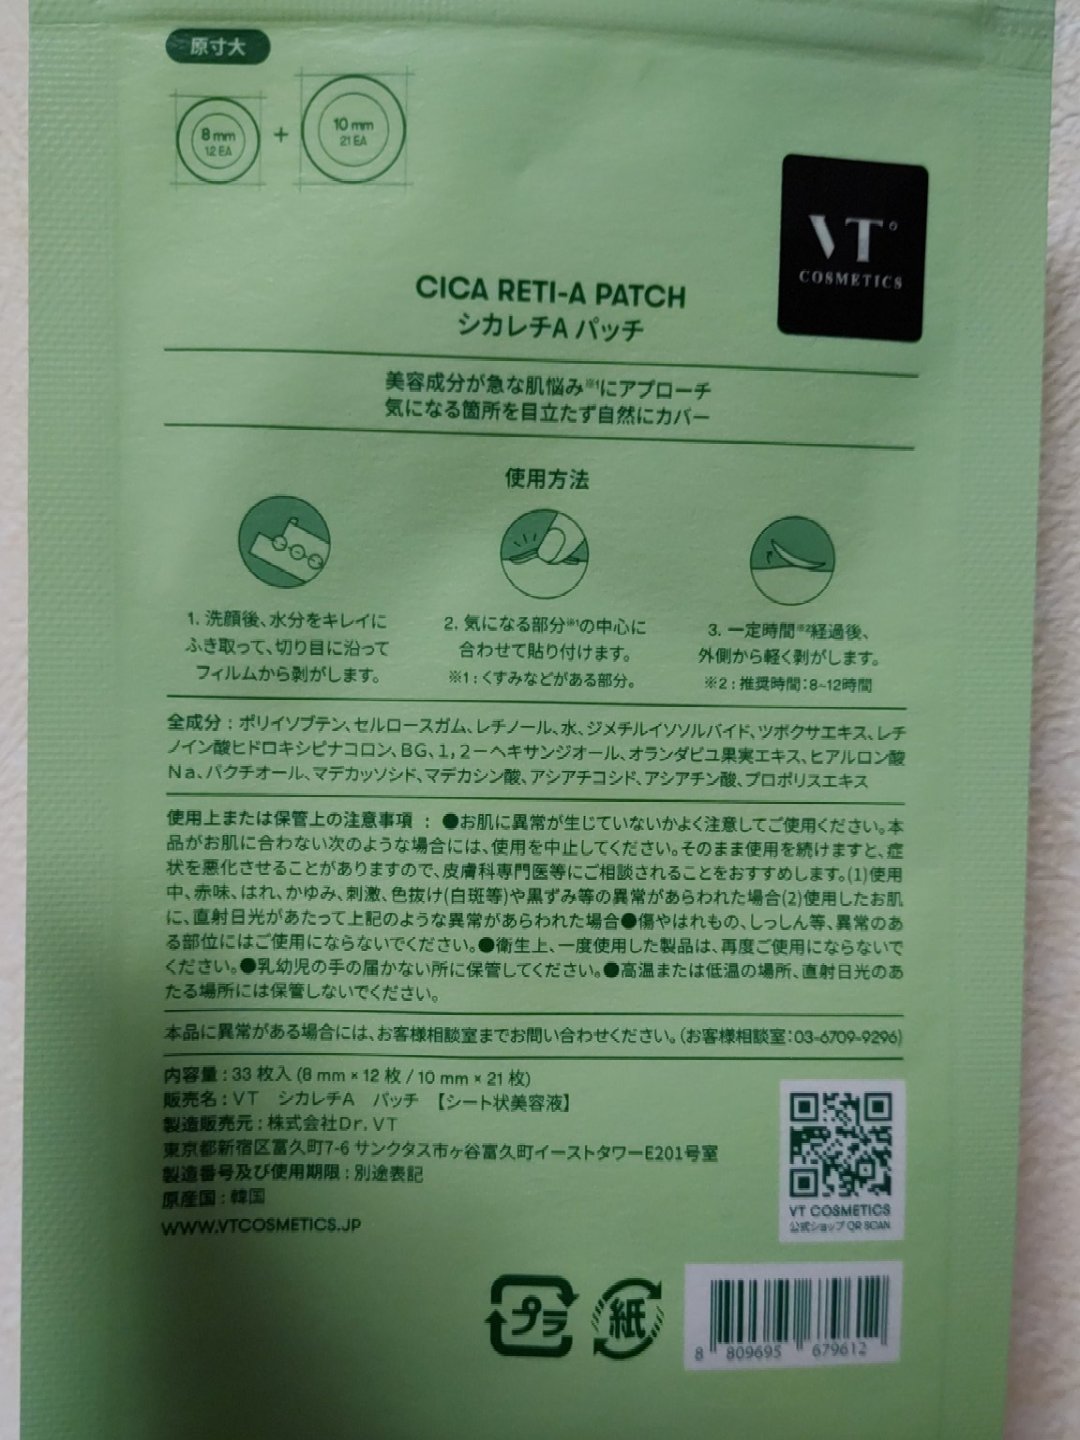 原寸大
8 mm
12 EA
+
10 mm
21 EA
VT®
COSMETICS
CICA RETI-A PATCH
シカレチA パッチ
美容成分が急な肌悩み※1にアプローチ
気になる箇所を目立たず自然にカバー
使用方法
1. 洗顔後、水分をキレイに
ふき取って、切り目に沿って
フィルムから剥がします。
2. 気になる部分※1の中心に
合わせて貼り付けます。
※1：くすみなどがある部分。
3. 一定時間※2経過後、
外側から軽く剥がします。
※2：推奨時間：8~12時間
全成分：ポリイソブテン、セルロースガム、レチノール、水、ジメチルイソソルバイド、ツボクサエキス、レチ
ノイン酸ヒドロキシピナコロン、BG、1，2－ヘキサンジオール、オランダビユ果実エキス、ヒアルロン酸
Na、バクチオール、マデカッソシド、マデカシン酸、アシアチコシド、アシアチン酸、プロポリスエキス
使用上または保管上の注意事項 ： ●お肌に異常が生じていないかよく注意してご使用ください。本
品がお肌に合わない次のような場合には、使用を中止してください。そのまま使用を続けますと、症
状を悪化させることがありますので、皮膚科専門医等にご相談されることをおすすめします。(1)使用
中、赤味、はれ、かゆみ、刺激、色抜け(白斑等)や黒ずみ等の異常があらわれた場合(2)使用したお肌
に、直射日光があたって上記のような異常があらわれた場合●傷やはれもの、しっしん等、異常のあ
る部位にはご使用にならないでください。●衛生上、一度使用した製品は、再度ご使用にならないで
ください。●乳幼児の手の届かない所に保管してください。●高温または低温の場所、直射日光のあ
たる場所には保管しないでください。
本品に異常がある場合には、お客様相談室までお問い合わせください。(お客様相談室：03-6709-9296)
内容量：33 枚入 (8 mm × 12 枚 / 10 mm × 21 枚)
販売名：VT シカレチA パッチ 【シート状美容液】
製造販売元：株式会社Dr. VT
東京都新宿区富久町7-6 サンクタス市ヶ谷富久町イーストタワーE201号室
製造番号及び使用期限：別途表記
原産国：韓国
WWW.VTCOSMETICS.JP
VT COSMETICS
公式ショップ QR SCAN
プラ
紙
8 809695 679612